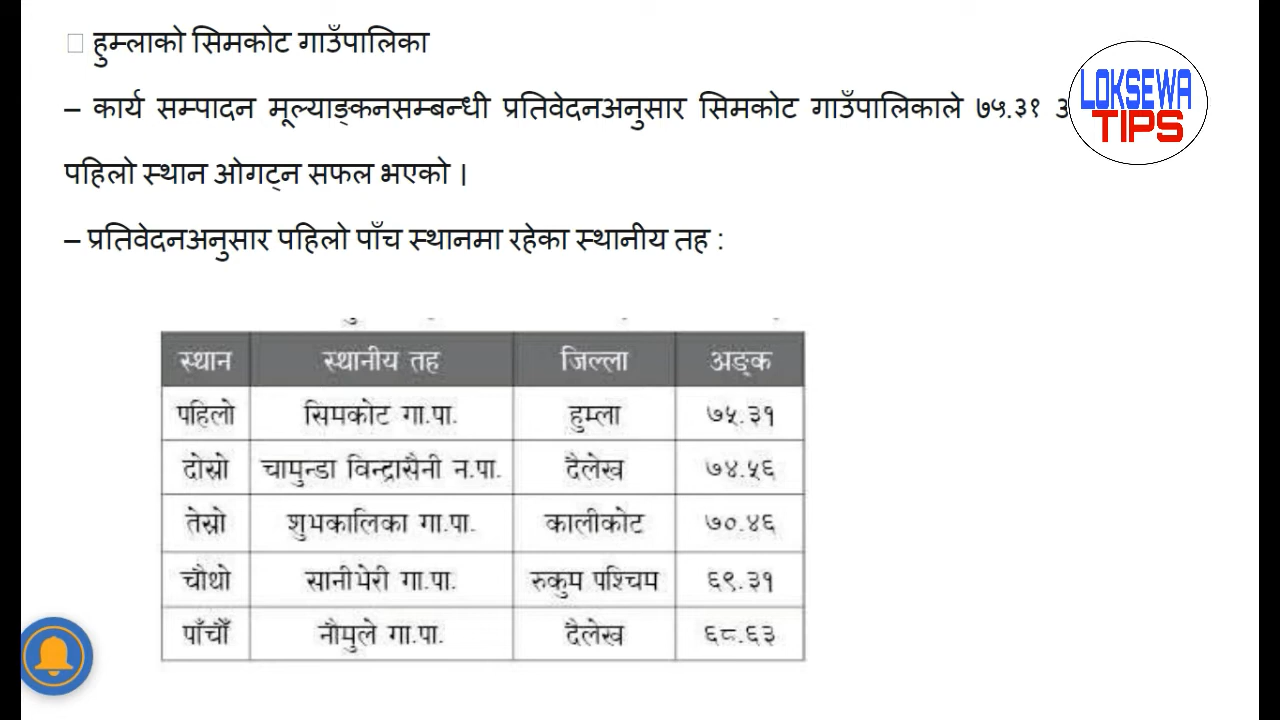 हुम्लाको सिमकोट गाउँपालिका
– कार्य सम्पादन मूल्याङ्कनसम्बन्धी प्रतिवेदनअनुसार सिमकोट गाउँपालिकाले ७५.३१
पहिलो स्थान ओगट्न सफल भएको ।
– प्रतिवेदनअनुसार पहिलो पाँच स्थानमा रहेका स्थानीय तह :
LOKSEWA
TIPS
स्थान स्थानीय तह जिल्ला अङ्क
पहिलो सिमकोट गा.पा. हुम्ला ७५.३१
दोस्रो चामुन्डा विन्द्रासैनी न.पा. दैलेख ७४.५६
तेस्रो शुभकालिका गा.पा. कालीकोट ७०.४६
चौथो सानीभेरी गा.पा. रुकुम पश्चिम ६९.३१
पाँचौँ नौमुले गा.पा. दैलेख ६८.६३